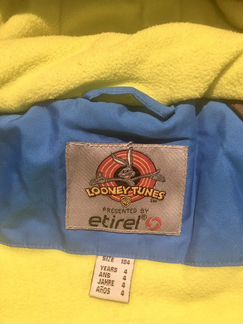 LOONEY TUNES
PRESENTED BY
etirel
SIZE 104
YEARS 4
ANS 4
JAHRE 4
AÑOS 4